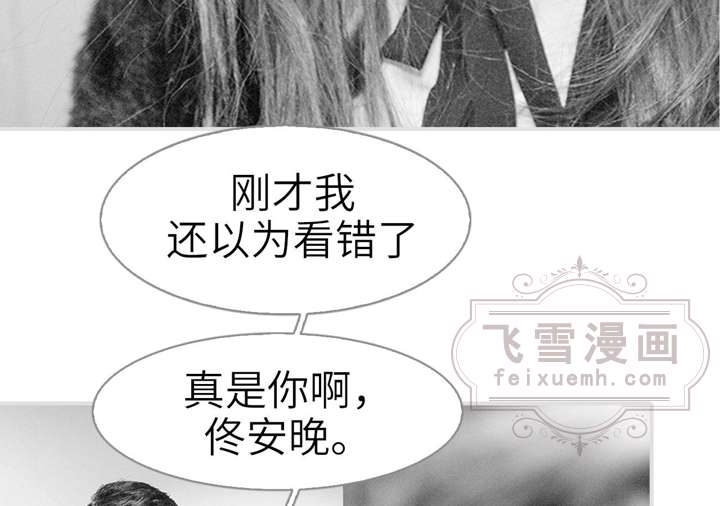 刚才我
还以为看错了
飞雪漫画
feixuemh.com
真是你啊，
佟安晚。